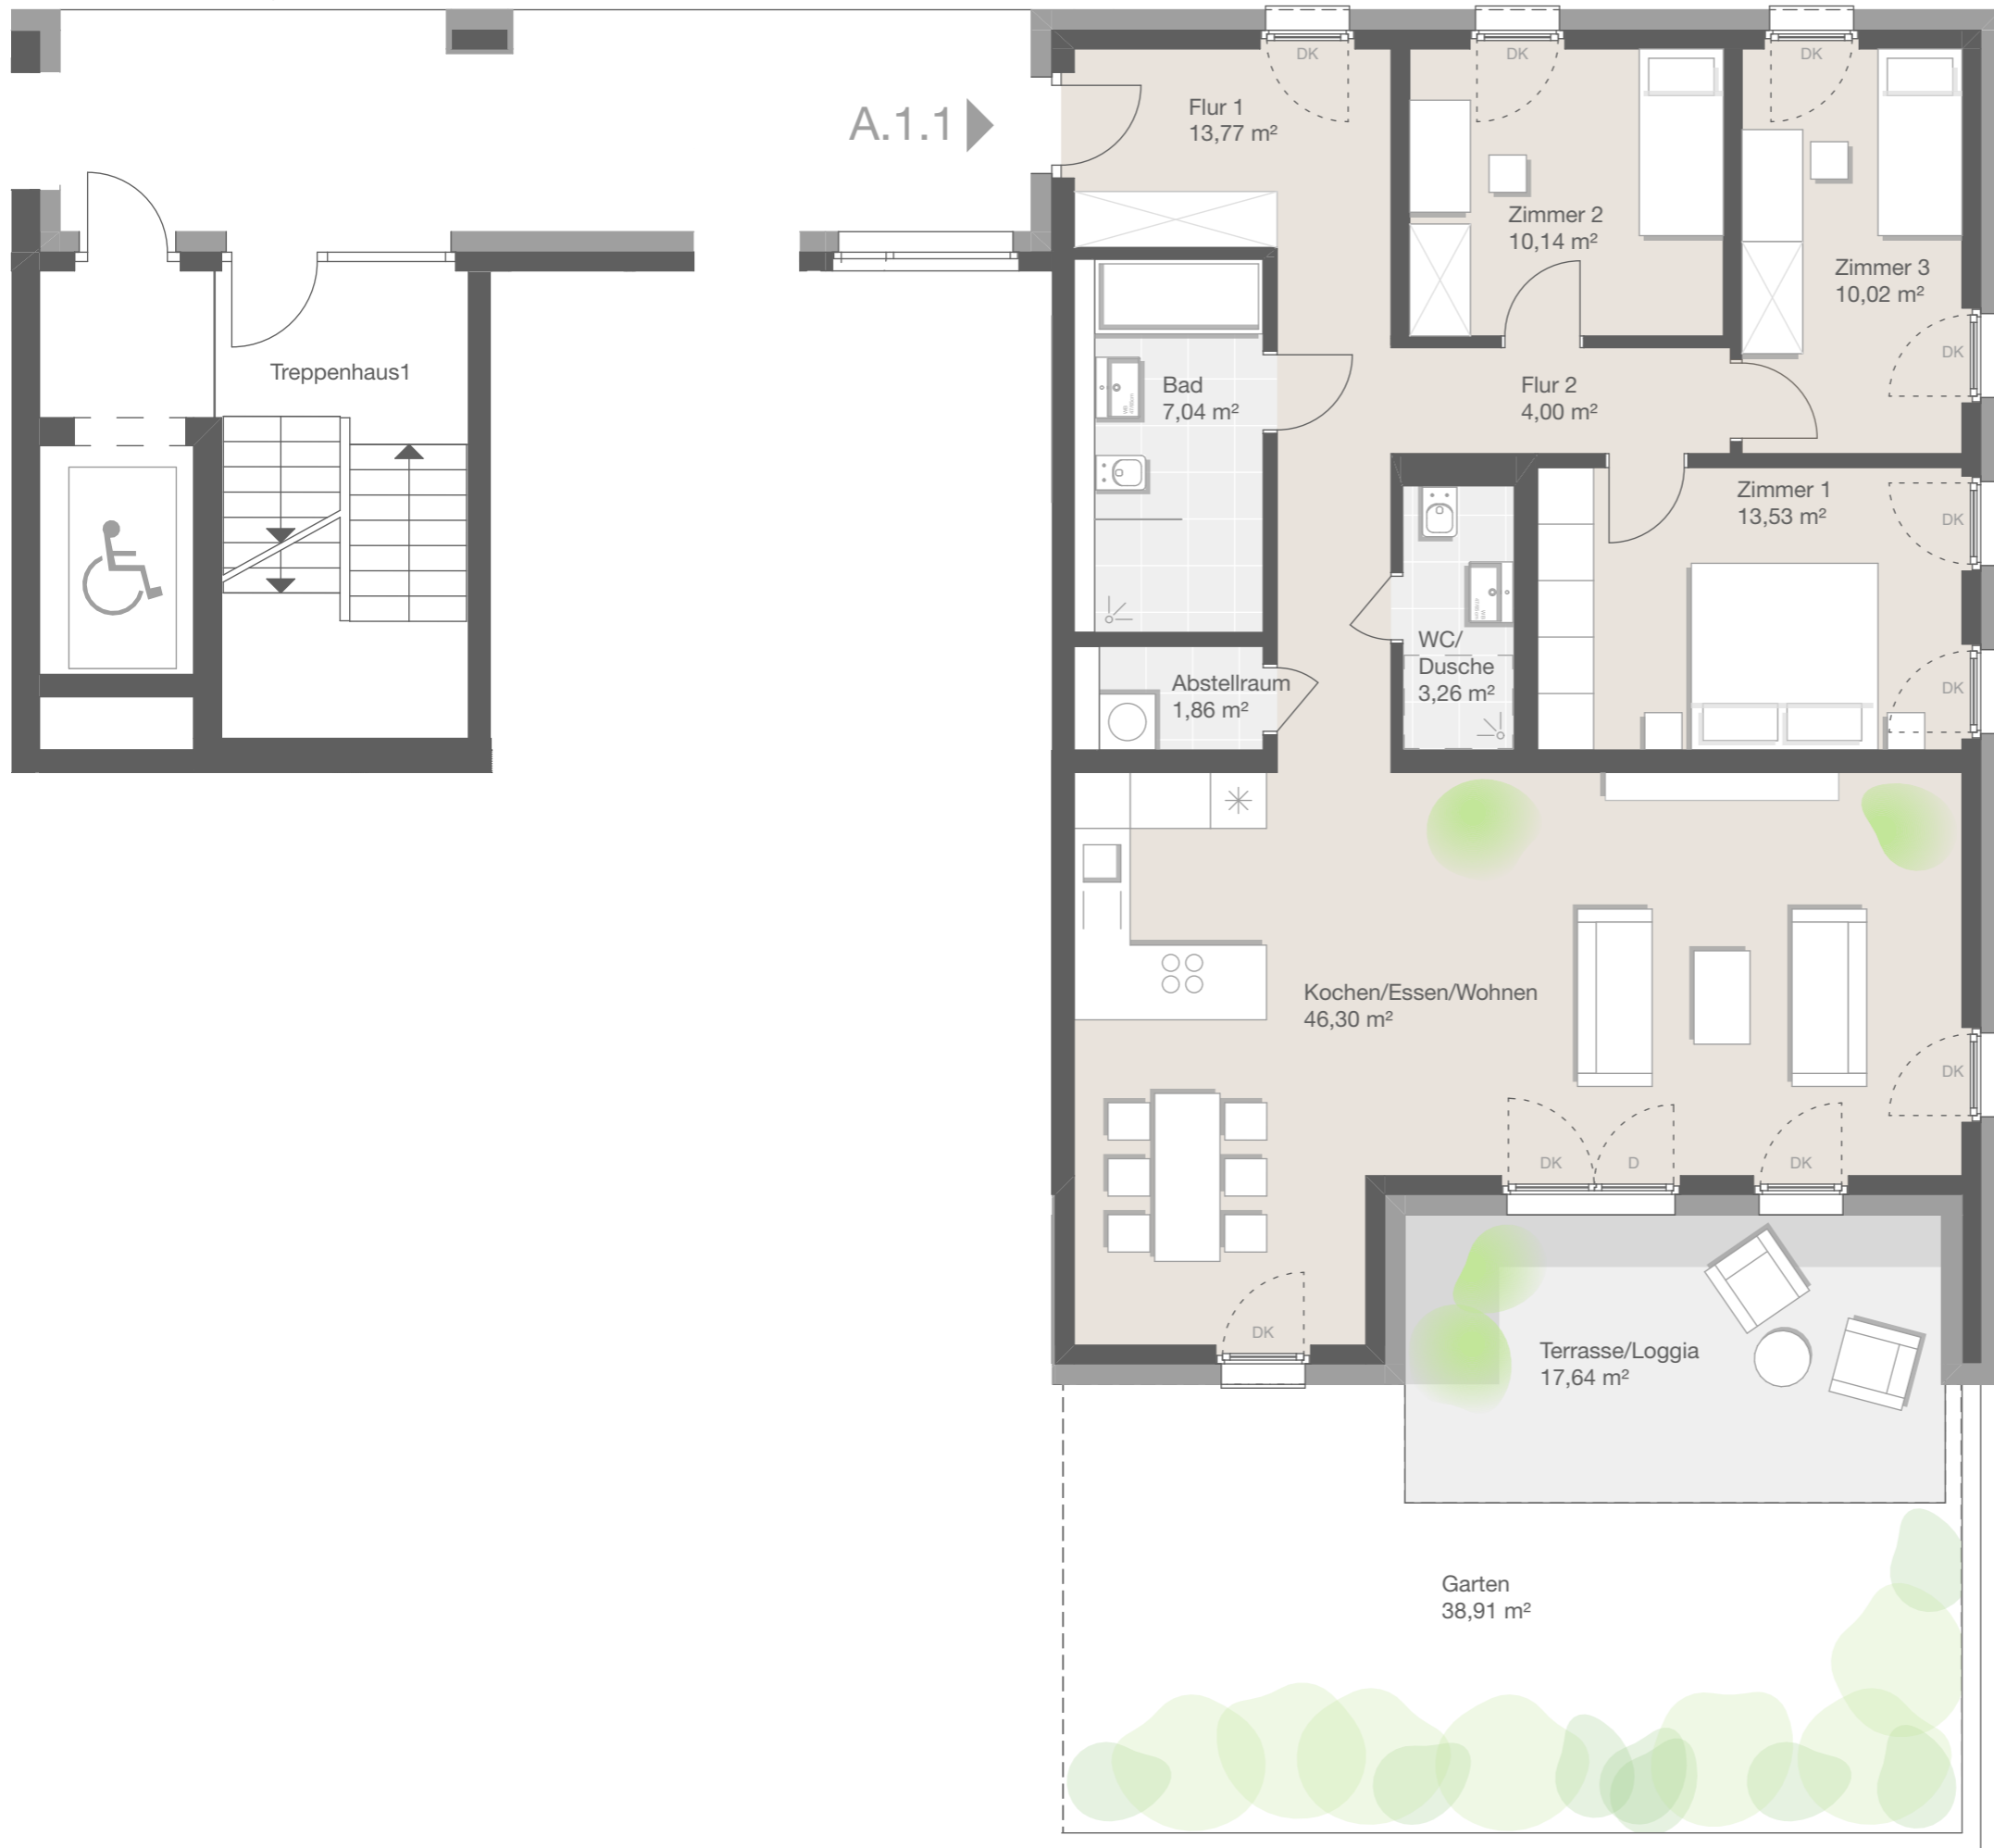 DK
DK
DK
A.1.1
Flur 1
13,77 m²
Zimmer 2
10,14 m²
Zimmer 3
10,02 m²
DK
Treppenhaus1
Bad
7,04 m²
Flur 2
4,00 m²
Zimmer 1
13,53 m²
DK
WC/
Dusche
3,26 m²
Abstellraum
1,86 m²
DK
Kochen/Essen/Wohnen
46,30 m²
DK
DK
D
DK
DK
Terrasse/Loggia
17,64 m²
Garten
38,91 m²